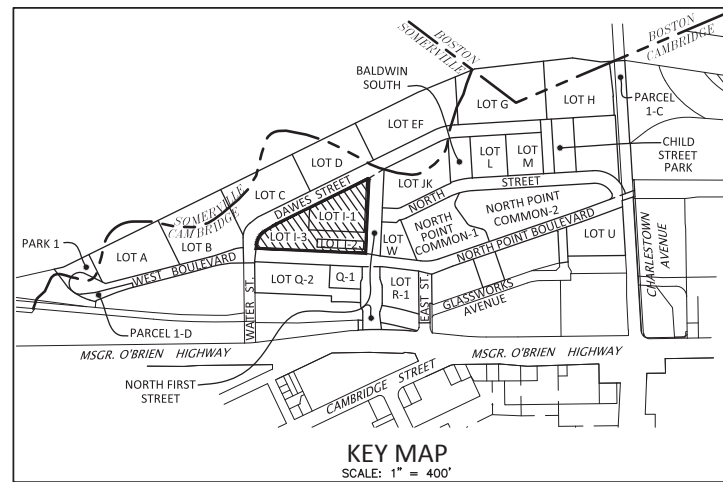 BOSTON
SOMERVILLE
BOSTON
CAMBRIDGE
BALDWIN
SOUTH
LOT G
LOT H
PARCEL
1-C
LOT EF
LOT
L
LOT
M
CHILD
STREET
PARK
LOT D
LOT JK
NORTH
STREET
SOMERVILLE
CAMBRIDGE
LOT C
DAWES STREET
LOT I-1
LOT I-3
LOT I-2
NORTH
POINT
COMMON-1
NORTH
POINT
COMMON-2
NORTH POINT BOULEVARD
LOT
W
LOT U
CHARLESTOWN
AVENUE
PARK 1
LOT A
LOT B
WEST BOULEVARD
WATER ST.
LOT Q-2
Q-1
LOT
R-1
EAST ST.
GLASSWORKS
AVENUE
PARCEL 1-D
MSGR. O'BRIEN HIGHWAY
MSGR. O'BRIEN HIGHWAY
NORTH FIRST
STREET
CAMBRIDGE STREET
KEY MAP
SCALE: 1" = 400'